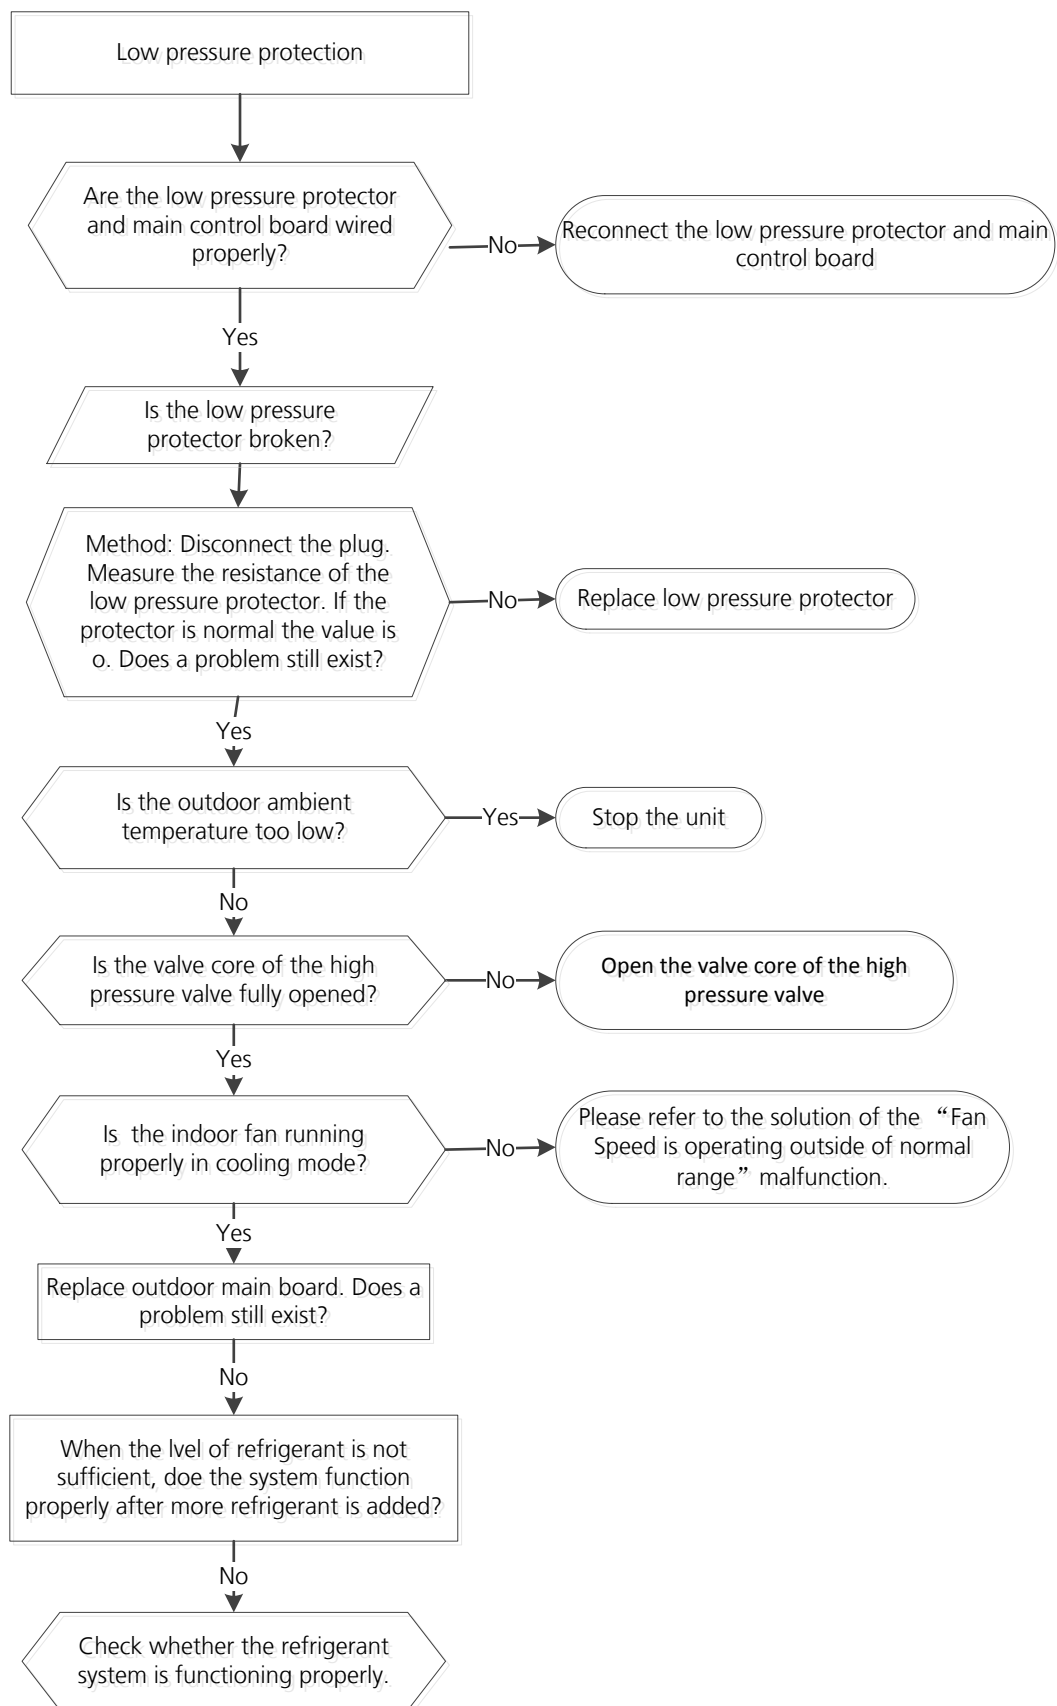 Low pressure protection
Are the low pressure protector
and main control board wired
properly?
No
Reconnect the low pressure protector and main
control board
Yes
Is the low pressure
protector broken?
Method: Disconnect the plug.
Measure the resistance of the
low pressure protector. If the
protector is normal the value is
o. Does a problem still exist?
No
Replace low pressure protector
Yes
Is the outdoor ambient
temperature too low?
Yes
Stop the unit
No
Is the valve core of the high
pressure valve fully opened?
No
Open the valve core of the high
pressure valve
Yes
Is  the indoor fan running
properly in cooling mode?
No
Please refer to the solution of the “Fan
Speed is operating outside of normal
range” malfunction.
Yes
Replace outdoor main board. Does a
problem still exist?
No
When the lvel of refrigerant is not
sufficient, doe the system function
properly after more refrigerant is added?
No
Check whether the refrigerant
system is functioning properly.